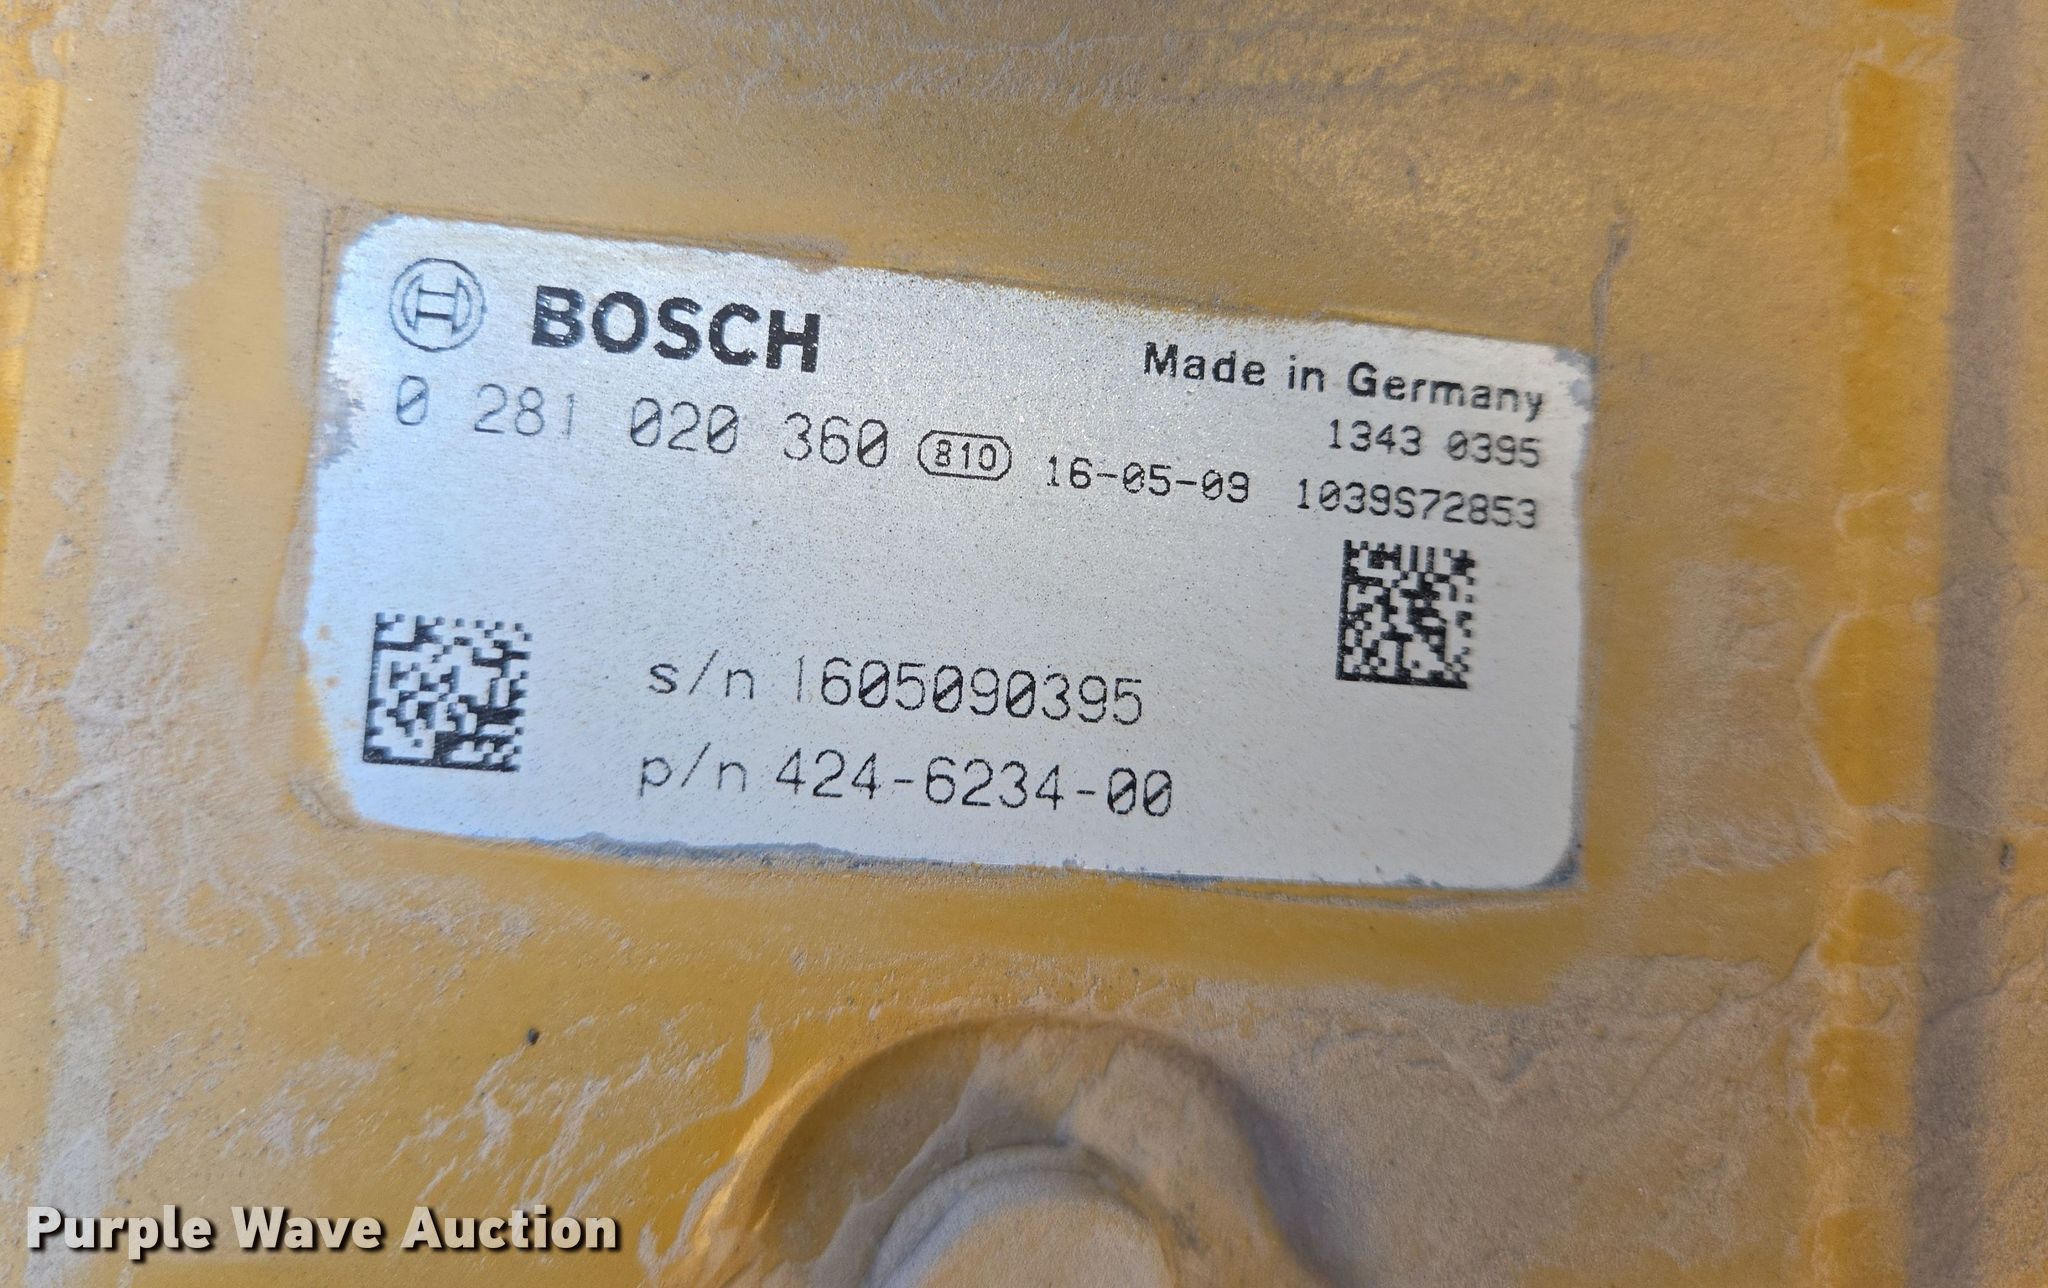 BOSCH
Made in Germany
0 281 020 360 810 16-05-09
1343 0395
1039S72853
s/n 1605090395
p/n 424-6234-00
Purple Wave Auction